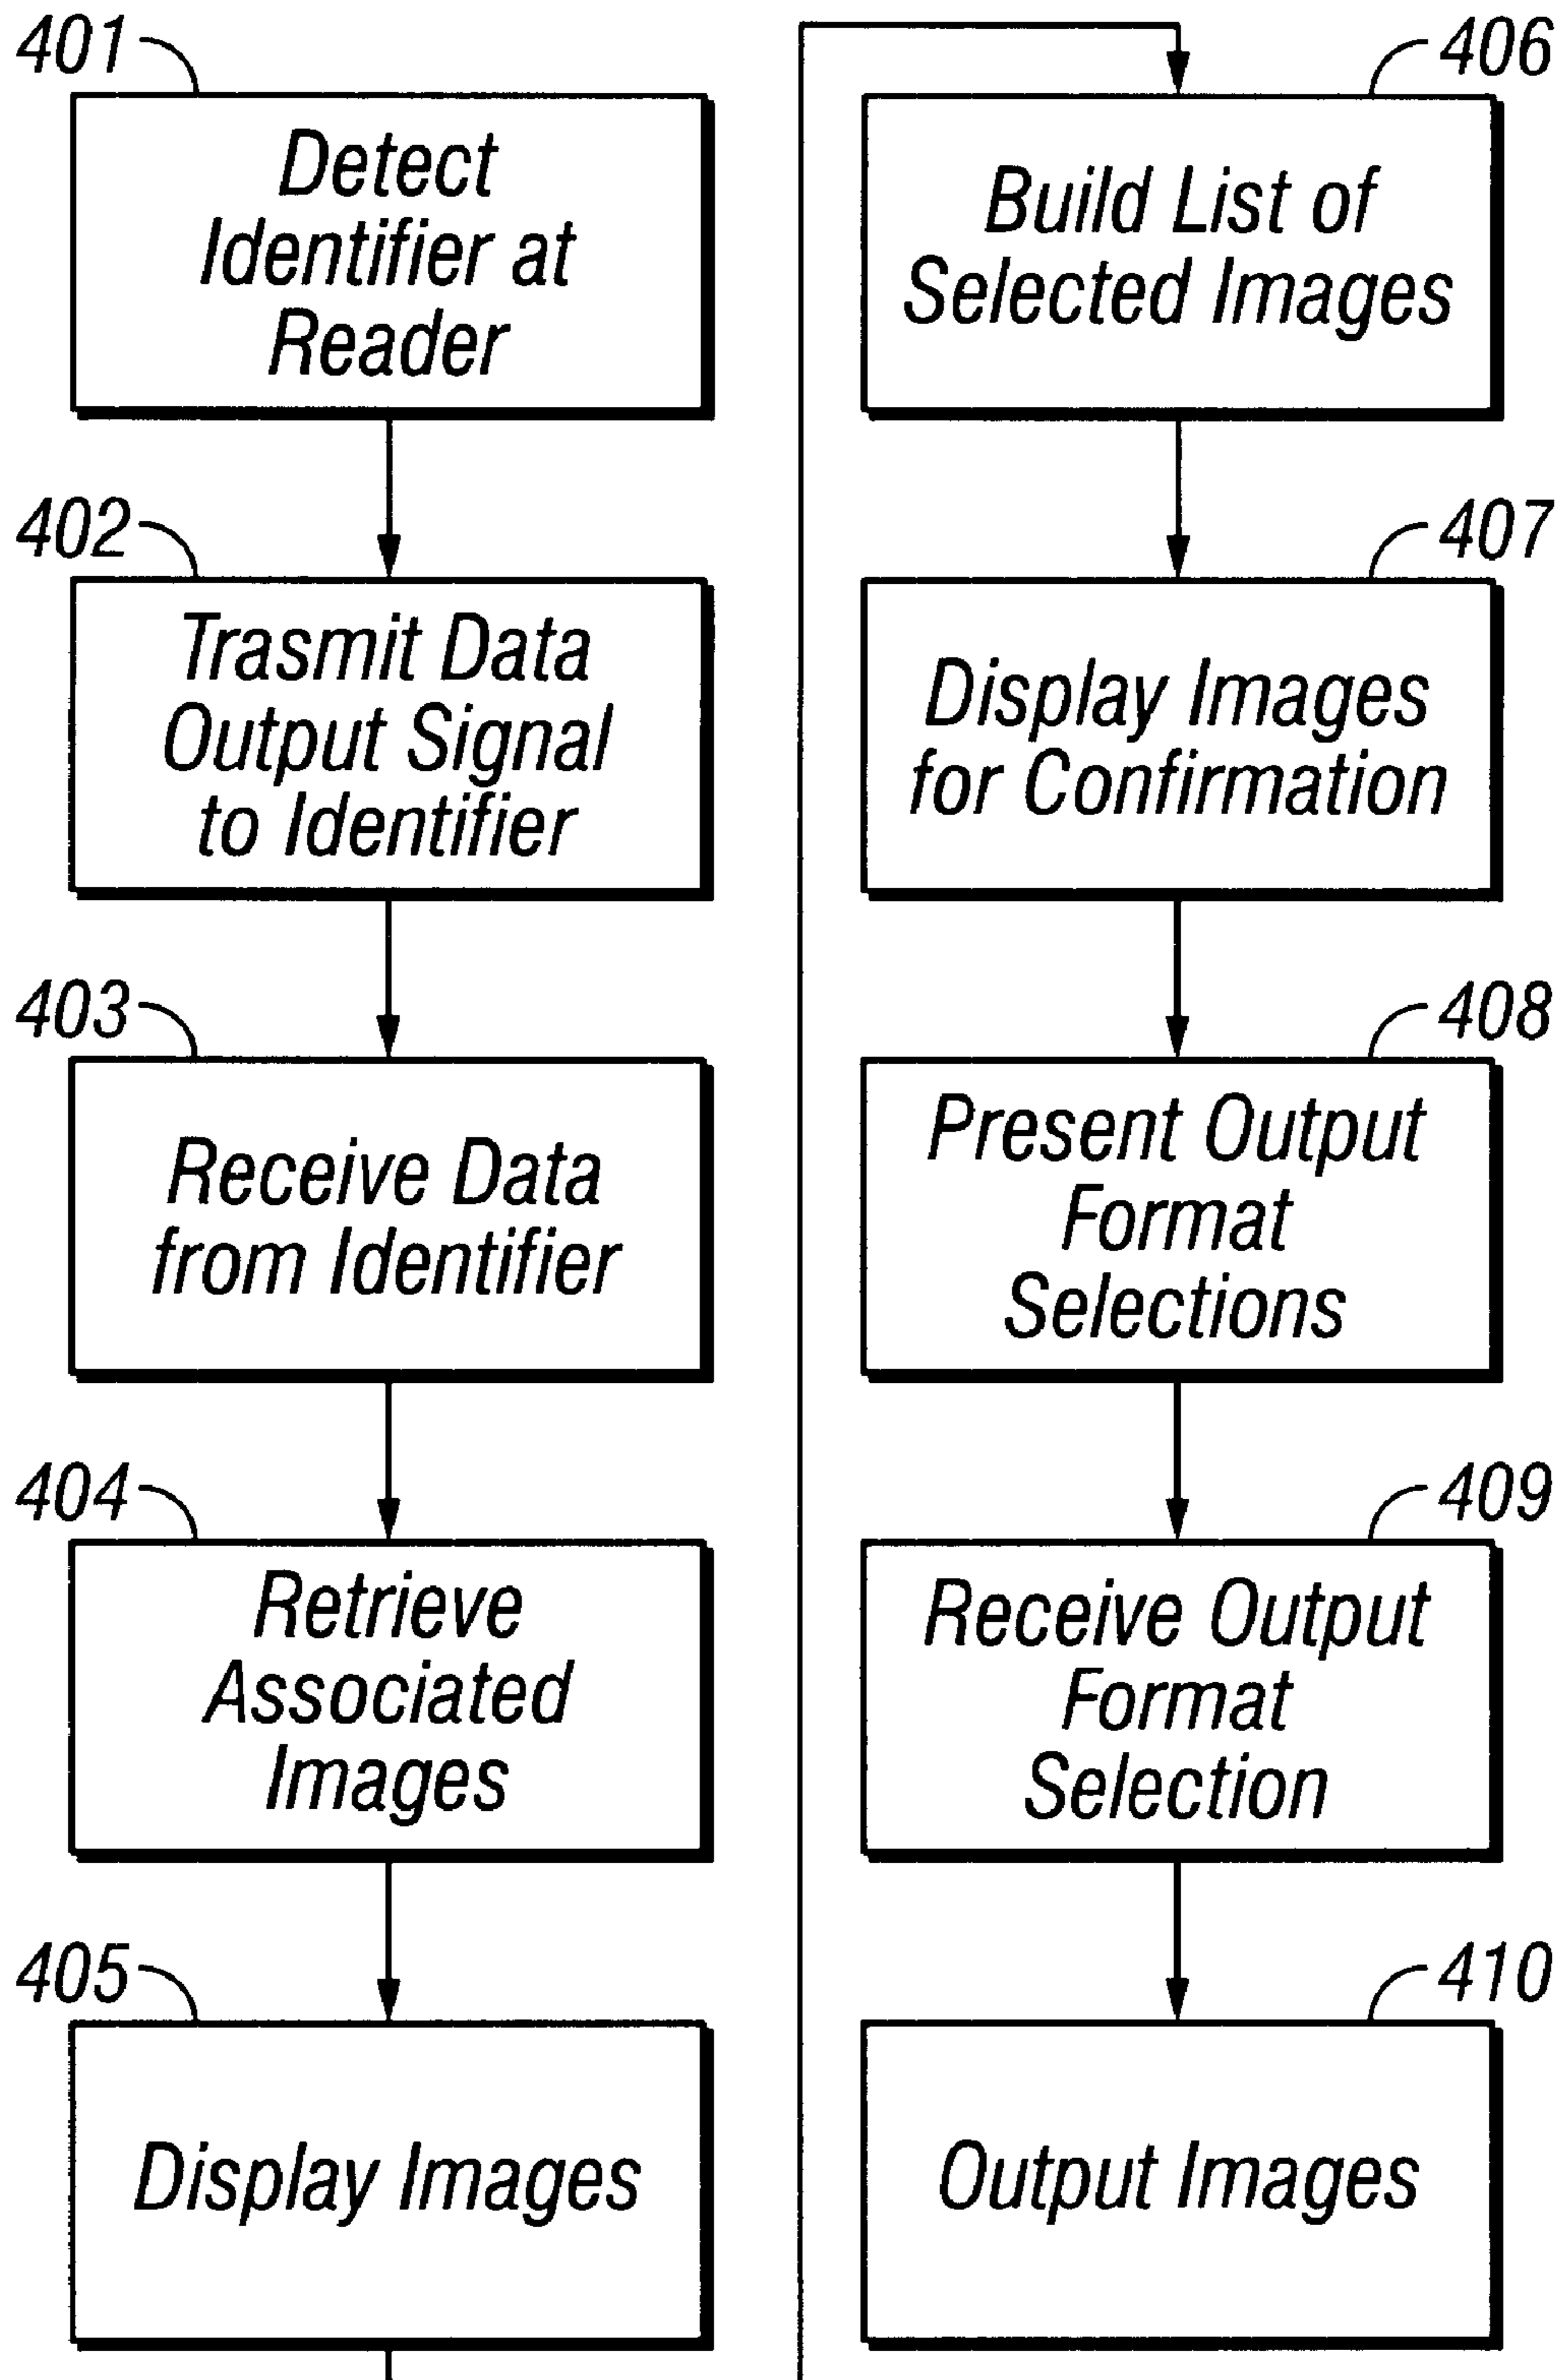 401
Detect
Identifier at
Reader
402
Trasmit Data
Output Signal
to Identifier
403
Receive Data
from Identifier
404
Retrieve
Associated
Images
405
Display Images
406
Build List of
Selected Images
407
Display Images
for Confirmation
408
Present Output
Format
Selections
409
Receive Output
Format
Selection
410
Output Images